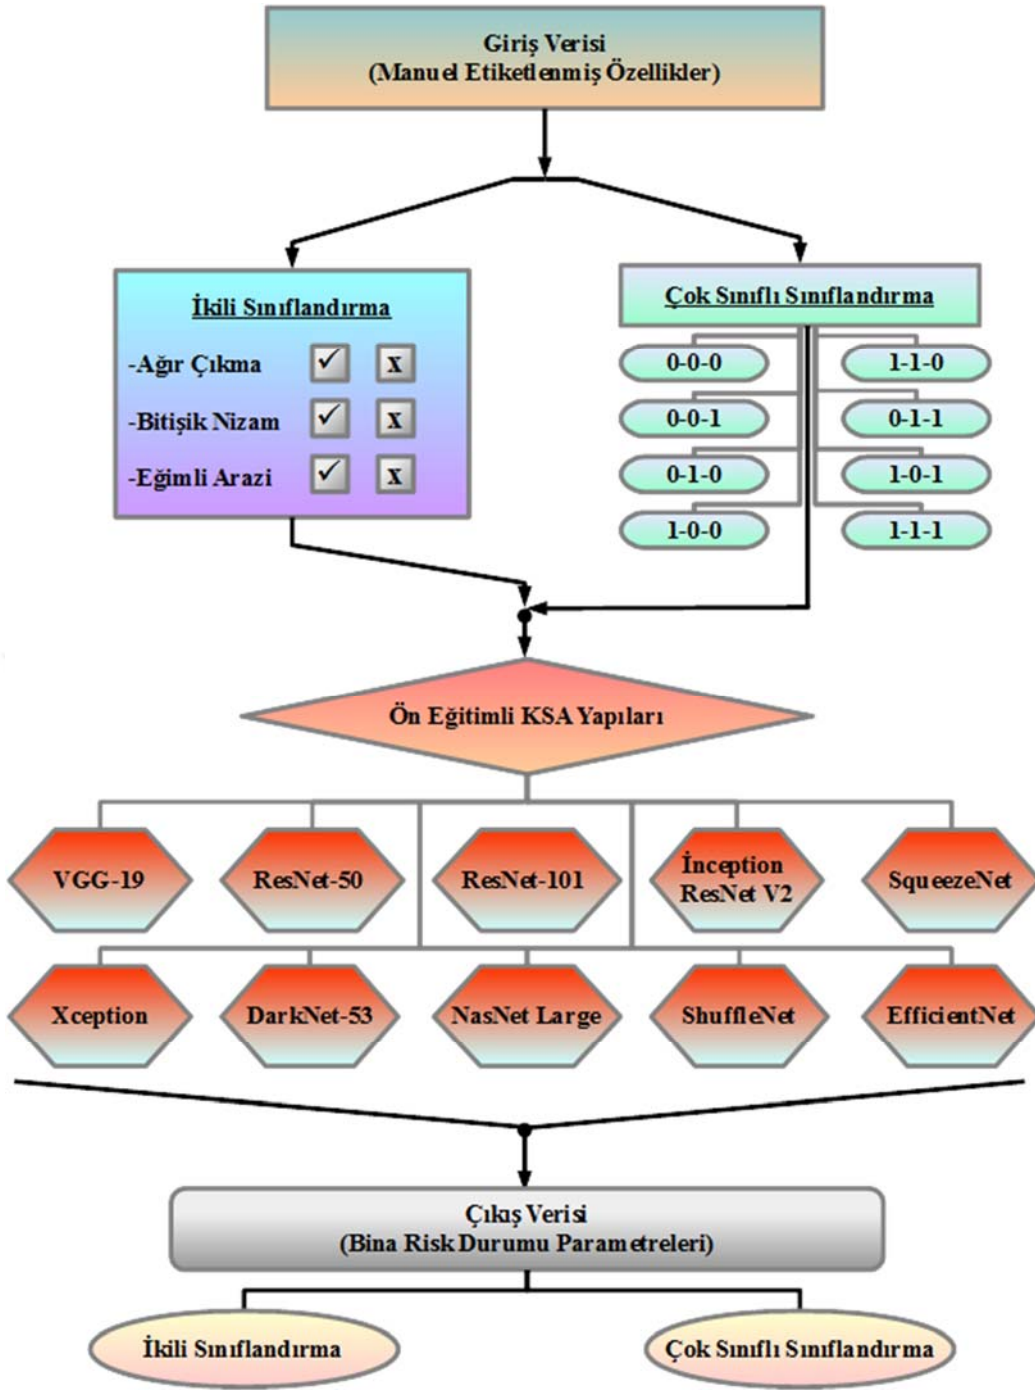 Giriş Verisi
(Manuel Etiketlenmiş Özellikler)
İkili Sınıflandırma
-Ağır Çıkma ✓ x
-Bitişik Nizam ✓ x
-Eğimli Arazi ✓ x
Çok Sınıflı Sınıflandırma
0-0-0 1-1-0
0-0-1 0-1-1
0-1-0 1-0-1
1-0-0 1-1-1
Ön Eğitimli KSA Yapıları
VGG-19
ResNet-50
ResNet-101
İnception
ResNet V2
SqueezeNet
Xception
DarkNet-53
NasNet Large
ShuffleNet
EfficientNet
Çıkış Verisi
(Bina Risk Durumu Parametreleri)
İkili Sınıflandırma
Çok Sınıflı Sınıflandırma